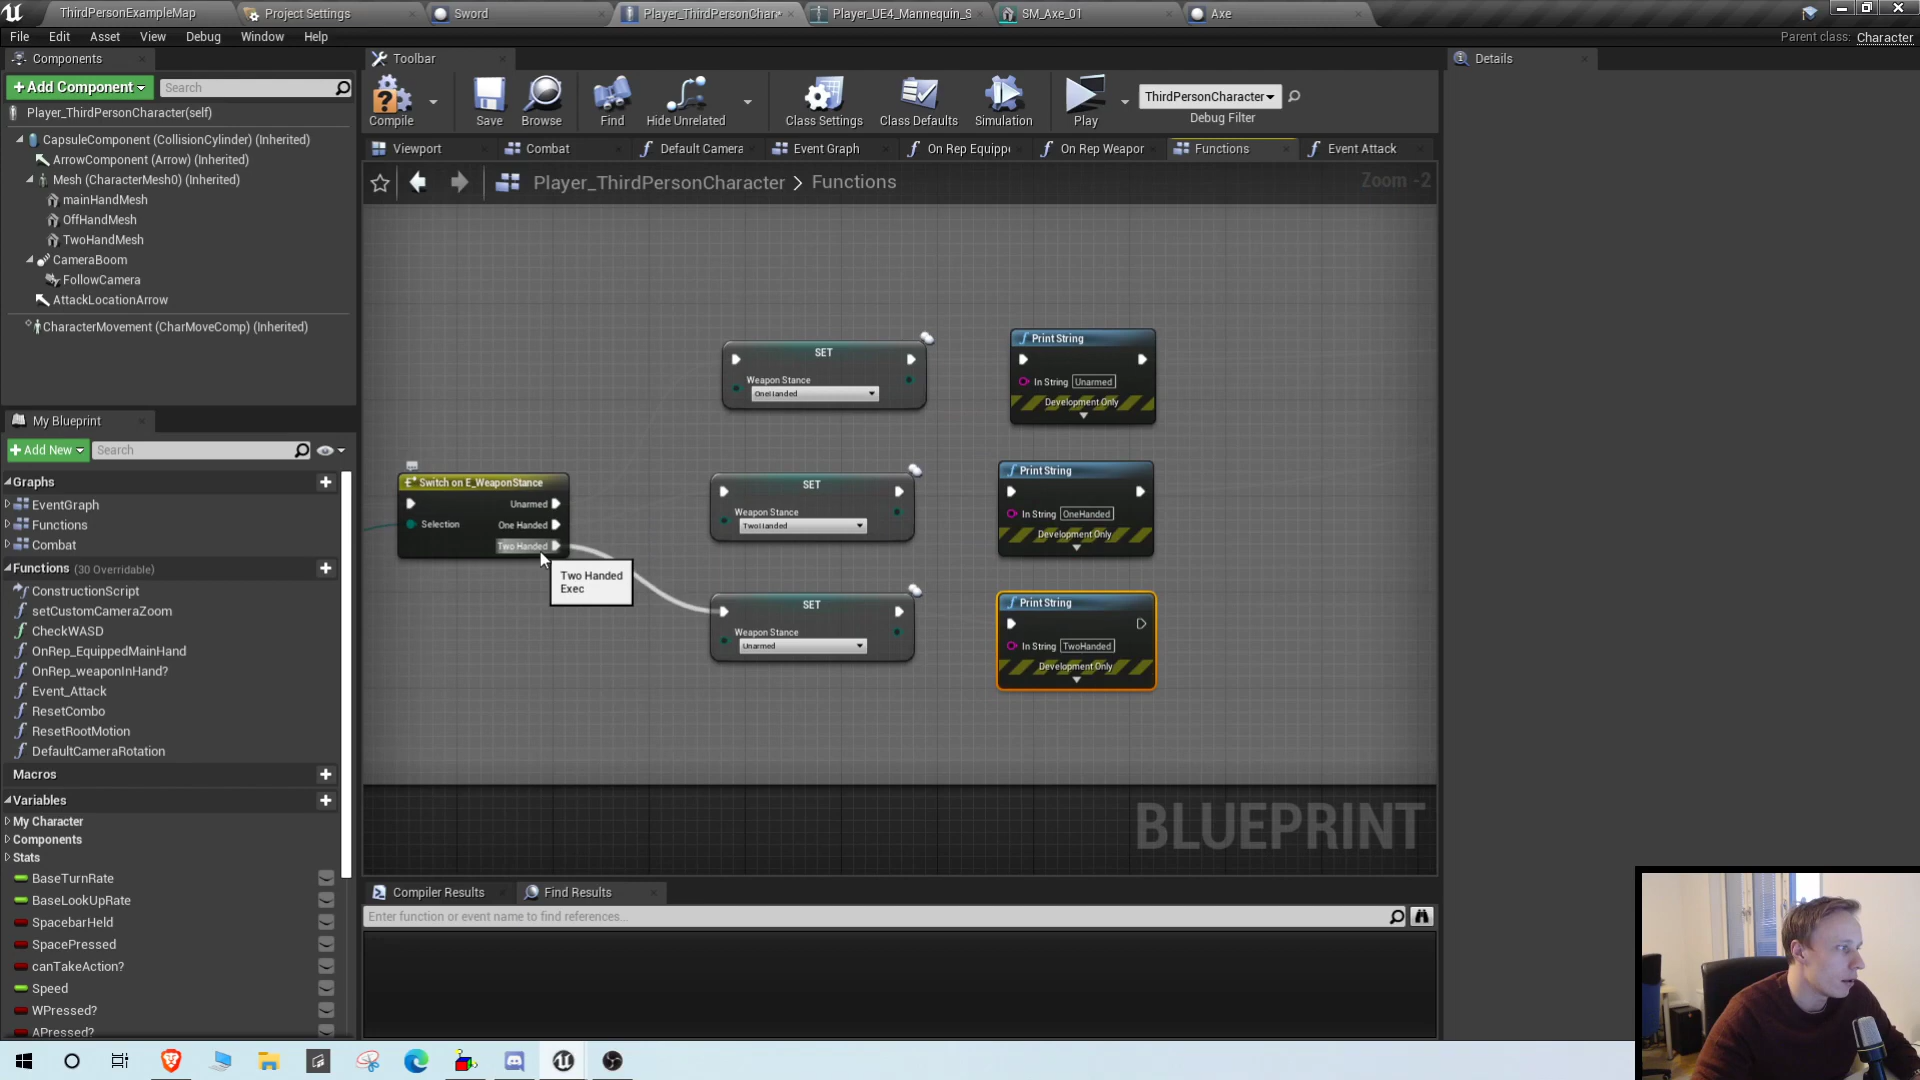 ThirdPersonExampleMap
Project Settings
Sword
Player_ThirdPersonChar
Player_UE4_Mannequin_S
SM_Axe_01
Axe
File
Edit
Asset
View
Debug
Window
Help
Parent class: Character
Components
Toolbar
Details
+Add Component
Search
Compile
Save
Browse
Find
Hide Unrelated
Class Settings
Class Defaults
Simulation
Play
ThirdPersonCharacter
Debug Filter
Player_ThirdPersonCharacter(self)
CapsuleComponent (CollisionCylinder) (Inherited)
ArrowComponent (Arrow) (Inherited)
Mesh (CharacterMesh0) (Inherited)
mainHandMesh
OffHandMesh
TwoHandMesh
CameraBoom
FollowCamera
AttackLocationArrow
CharacterMovement (CharMoveComp) (Inherited)
Viewport
Combat
Default Camera
Event Graph
On Rep Equippe
On Rep Weapon
Functions
Event Attack
Player_ThirdPersonCharacter > Functions
Zoom -2
SET
Weapon Stance
OneHanded
Print String
In String Unarmed
Development Only
Switch on E_WeaponStance
Unarmed
Selection
One Handed
Two Handed
Two Handed
Exec
SET
Weapon Stance
TwoHanded
Print String
In String OneHanded
Development Only
SET
Weapon Stance
Unarmed
Print String
In String TwoHanded
Development Only
BLUEPRINT
My Blueprint
+Add New
Search
Graphs
EventGraph
Functions
Combat
Functions (30 Overridable)
ConstructionScript
setCustomCameraZoom
CheckWASD
OnRep_EquippedMainHand
OnRep_weaponInHand?
Event_Attack
ResetCombo
ResetRootMotion
DefaultCameraRotation
Macros
Variables
My Character
Components
Stats
BaseTurnRate
BaseLookUpRate
SpacebarHeld
SpacePressed
canTakeAction?
Speed
WPressed?
APressed?
Compiler Results
Find Results
Enter function or event name to find references...